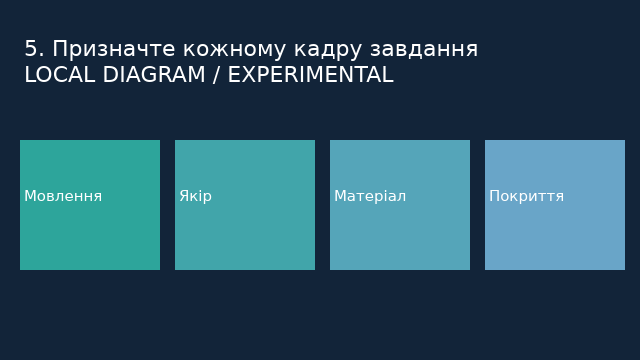 5. Призначте кожному кадру завдання
LOCAL DIAGRAM / EXPERIMENTAL
Мовлення
Якір
Матеріал
Покриття